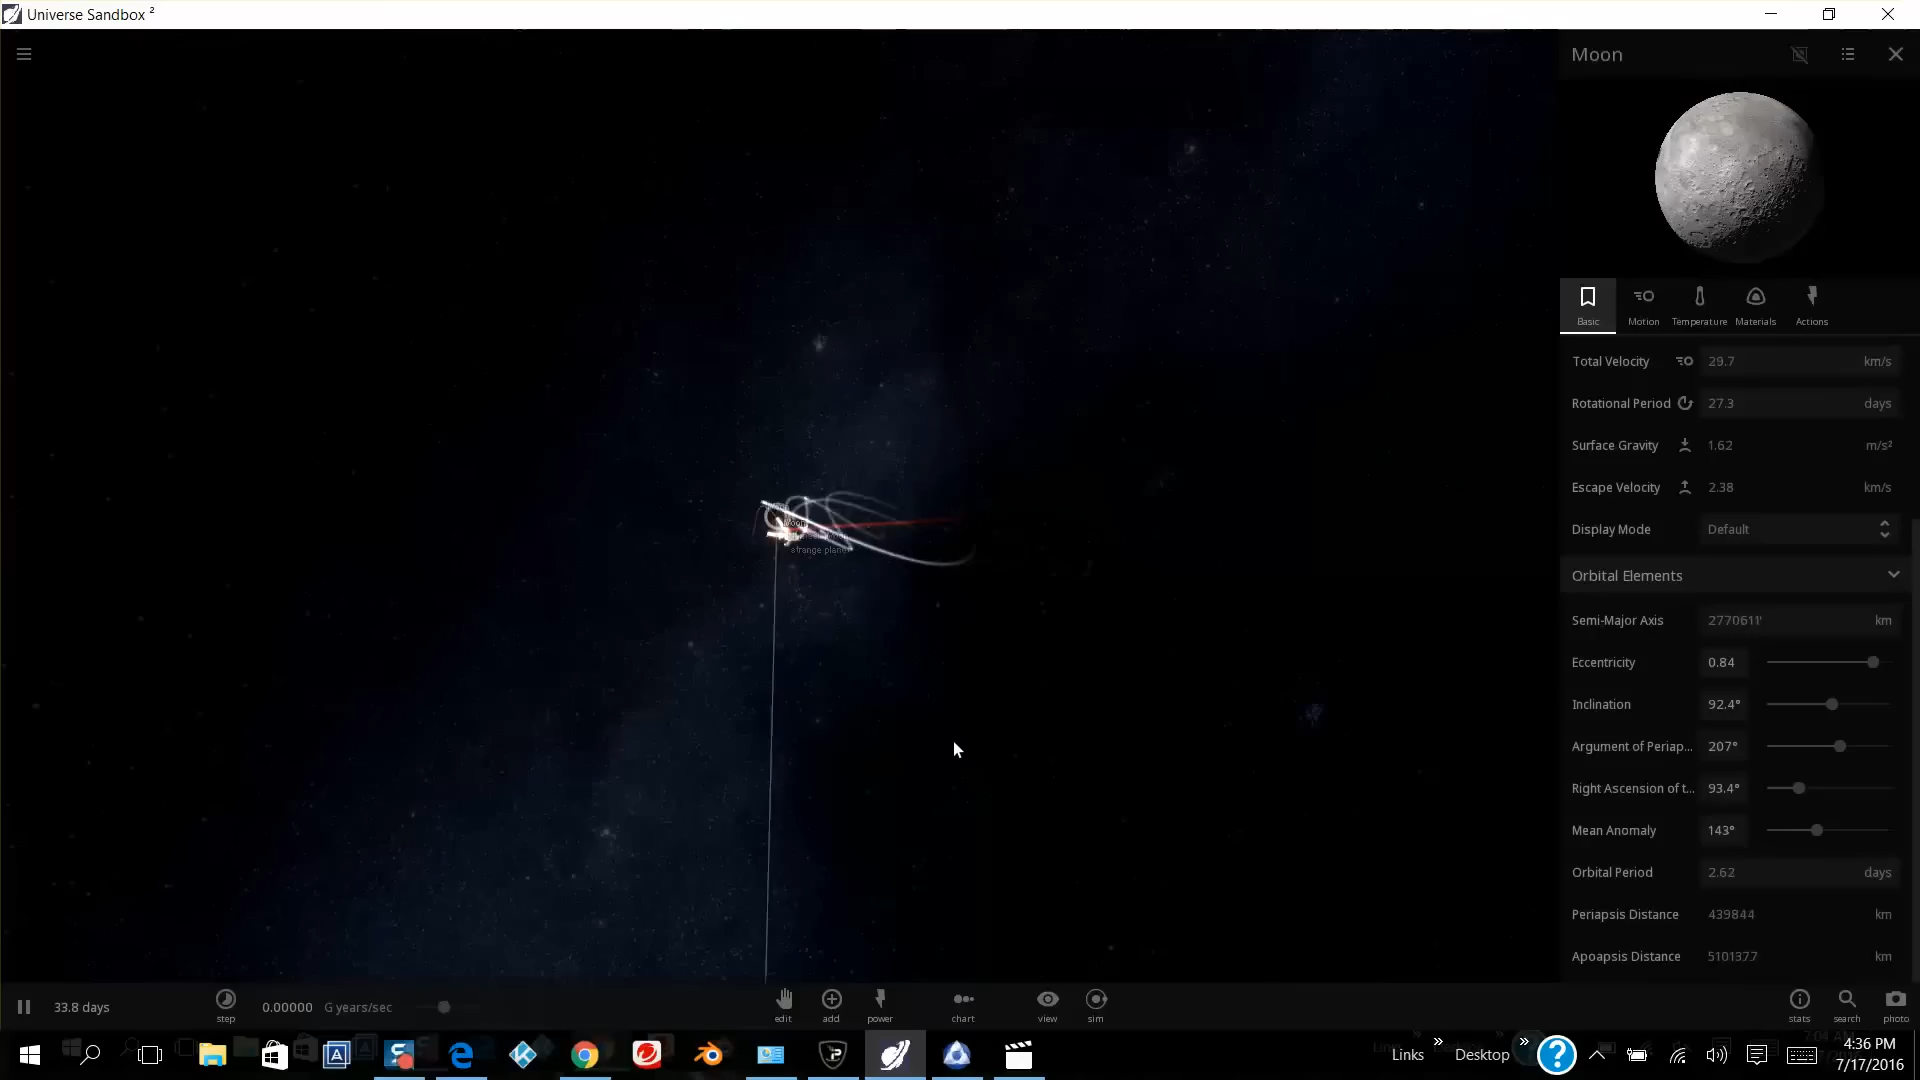 Universe Sandbox ²
Moon
Basic
Motion
Temperature
Materials
Actions
Total Velocity 29.7 km/s
Rotational Period 27.3 days
Surface Gravity 1.62 m/s²
Escape Velocity 2.38 km/s
Display Mode Default
Orbital Elements
Semi-Major Axis 2770611 km
Eccentricity 0.84
Inclination 92.4°
Argument of Periap... 207°
Right Ascension of t... 93.4°
Mean Anomaly 143°
Orbital Period 2.62 days
Periapsis Distance 439844 km
Apoapsis Distance 5101377 km
Moon
strange planet
33.8 days
step
0.00000 G years/sec
edit
add
power
chart
view
sim
stats
search
photo
Links
Desktop
4:36 PM
7/17/2016